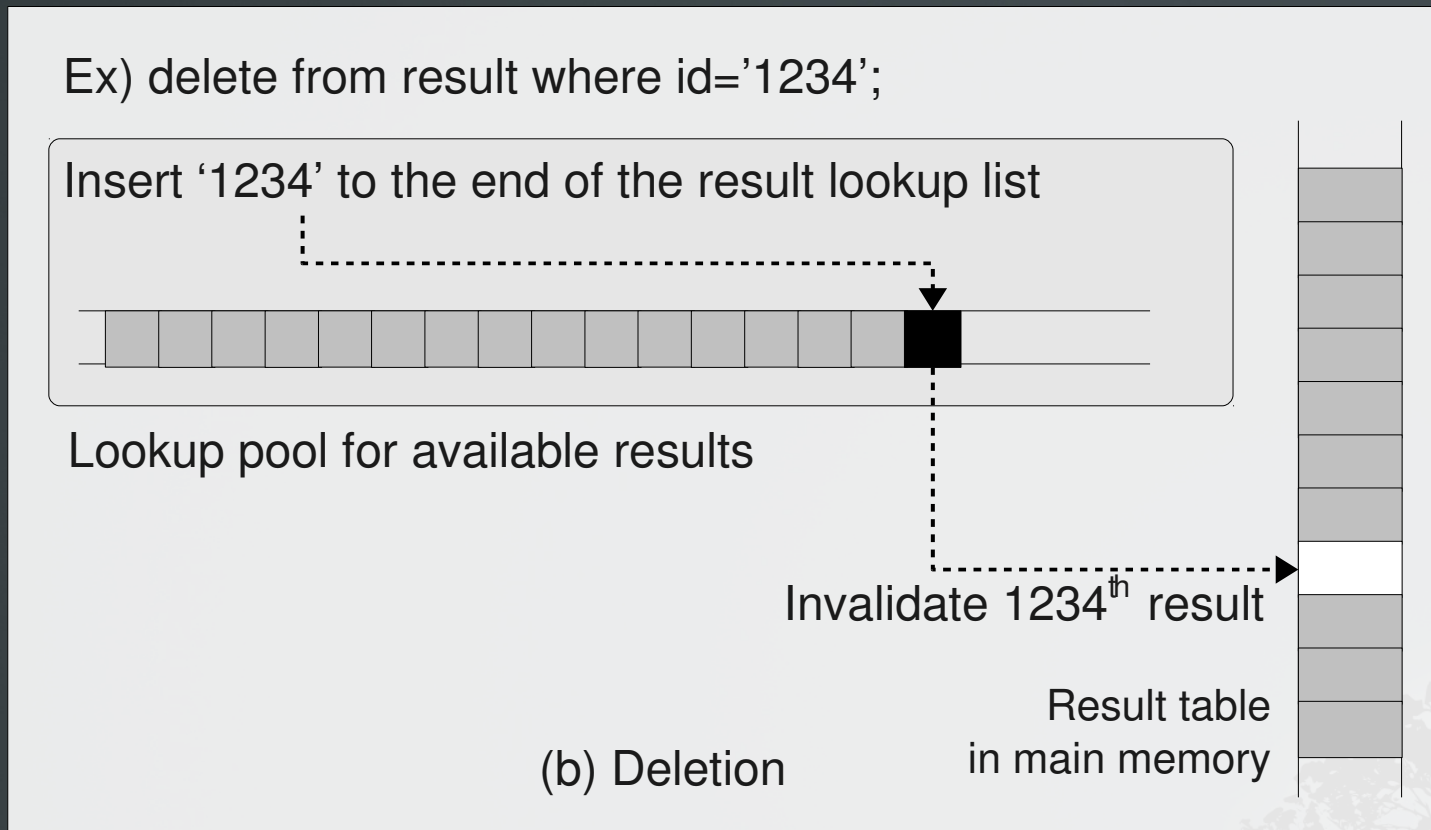 Ex) delete from result where id=’1234’;
Insert ‘1234’ to the end of the result lookup list
Lookup pool for available results
Invalidate 1234th result
Result table
in main memory
(b) Deletion